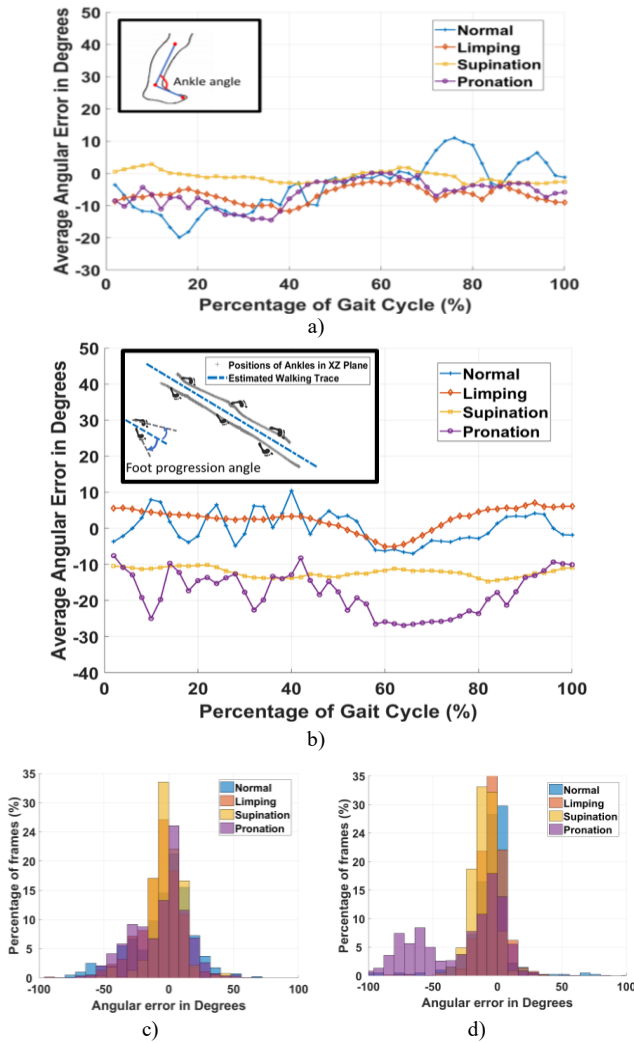 50
40
30
20
10
0
-10
-20
-30
Average Angular Error in Degrees
Ankle angle
Normal
Limping
Supination
Pronation
0 20 40 60 80 100
Percentage of Gait Cycle (%)
a)
50
40
30
20
10
0
-10
-20
-30
-40
Average Angular Error in Degrees
Positions of Ankles in XZ Plane
Estimated Walking Trace
Foot progression angle
Normal
Limping
Supination
Pronation
0 20 40 60 80 100
Percentage of Gait Cycle (%)
b)
35
33
24
20
15
10
5
0
Percentage of frames (%)
Normal
Limping
Supination
Pronation
-100 -50 0 50 100
Angular error in Degrees
c)
35
33
24
20
15
10
5
0
Percentage of frames (%)
Normal
Limping
Supination
Pronation
-100 -50 0 50 100
Angular error in Degrees
d)